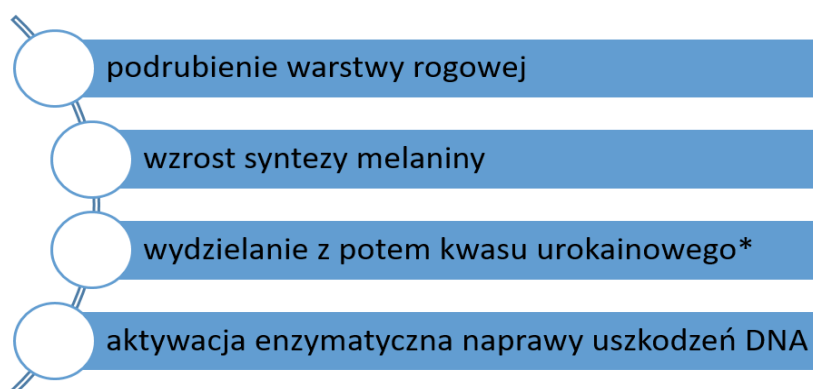 podrubienie warstwy rogowej
wzrost syntezy melaniny
wydzielanie z potem kwasu urokainowego*
aktywacja enzymatyczna naprawy uszkodzeń DNA